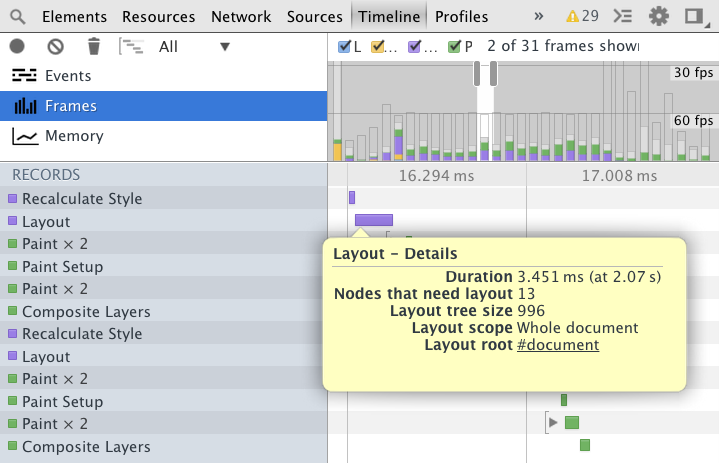 Elements Resources Network Sources Timeline Profiles » 29
All ▼ L ... ... P 2 of 31 frames shown
Events
Frames
Memory
30 fps
60 fps
RECORDS
16.294 ms 17.008 ms
Recalculate Style
Layout
Paint × 2
Paint Setup
Paint × 2
Composite Layers
Recalculate Style
Layout
Paint × 2
Paint Setup
Paint × 2
Composite Layers
Layout – Details
Duration 3.451 ms (at 2.07 s)
Nodes that need layout 13
Layout tree size 996
Layout scope Whole document
Layout root #document